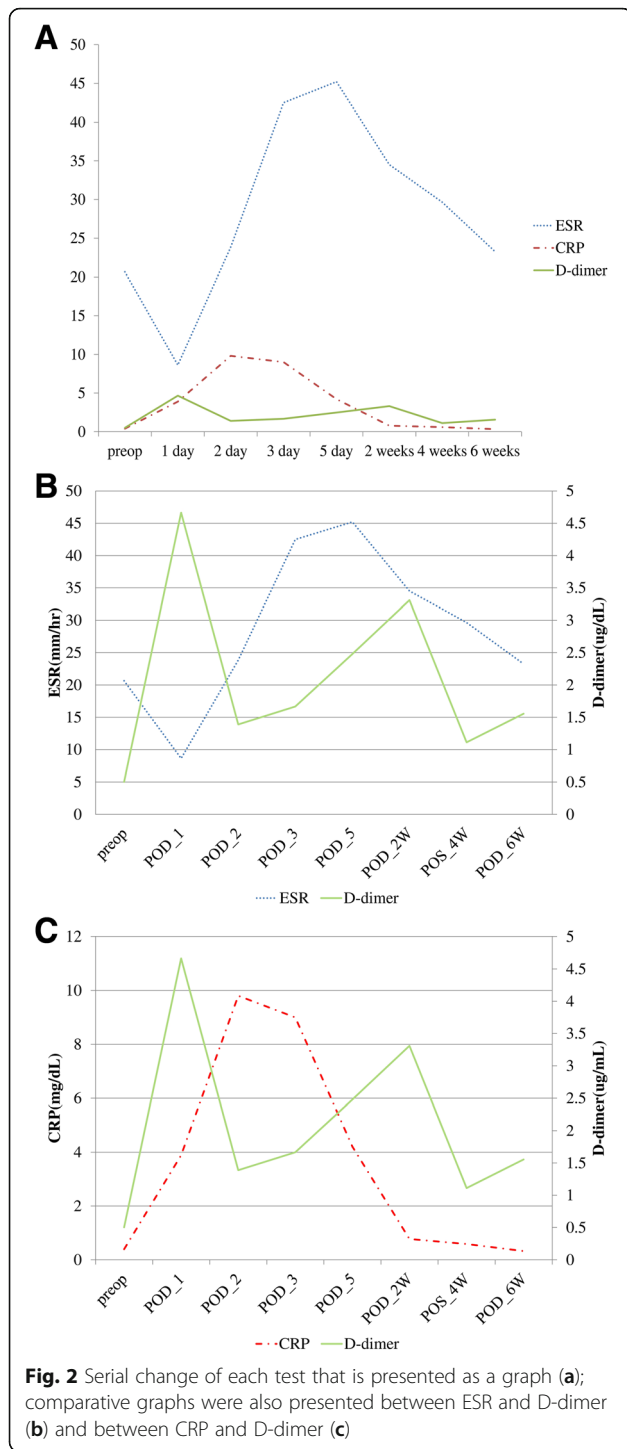 A
50
45
40
35
30
25
20
15
10
5
0
ESR
CRP
D-dimer
preop 1 day 2 day 3 day 5 day 2 weeks 4 weeks 6 weeks
B
50
45
40
35
30
25
20
15
10
5
0
ESR(mm/hr)
5
4.5
4
3.5
3
2.5
2
1.5
1
0.5
0
D-dimer(ug/dL)
preop POD_1 POD_2 POD_3 POD_5 POD_2W POS_4W POD_6W
ESR D-dimer
C
12
10
8
6
4
2
0
CRP(mg/dL)
5
4.5
4
3.5
3
2.5
2
1.5
1
0.5
0
D-dimer(ug/mL)
preop POD_1 POD_2 POD_3 POD_5 POD_2W POS_4W POD_6W
CRP D-dimer
Fig. 2 Serial change of each test that is presented as a graph (a);
comparative graphs were also presented between ESR and D-dimer
(b) and between CRP and D-dimer (c)